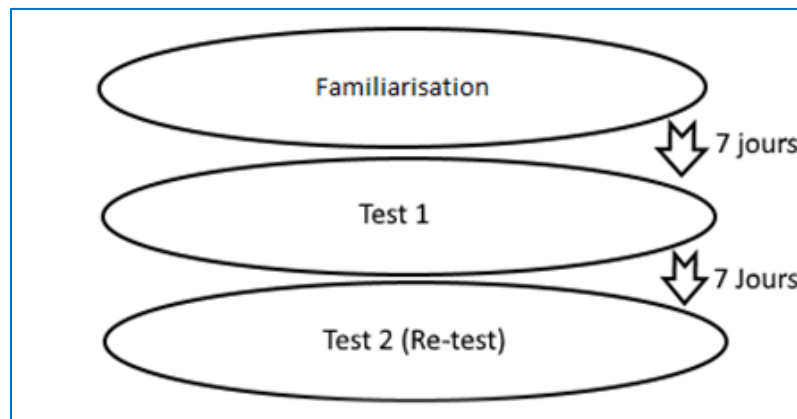 Familiarisation
7 jours
Test 1
7 Jours
Test 2 (Re-test)